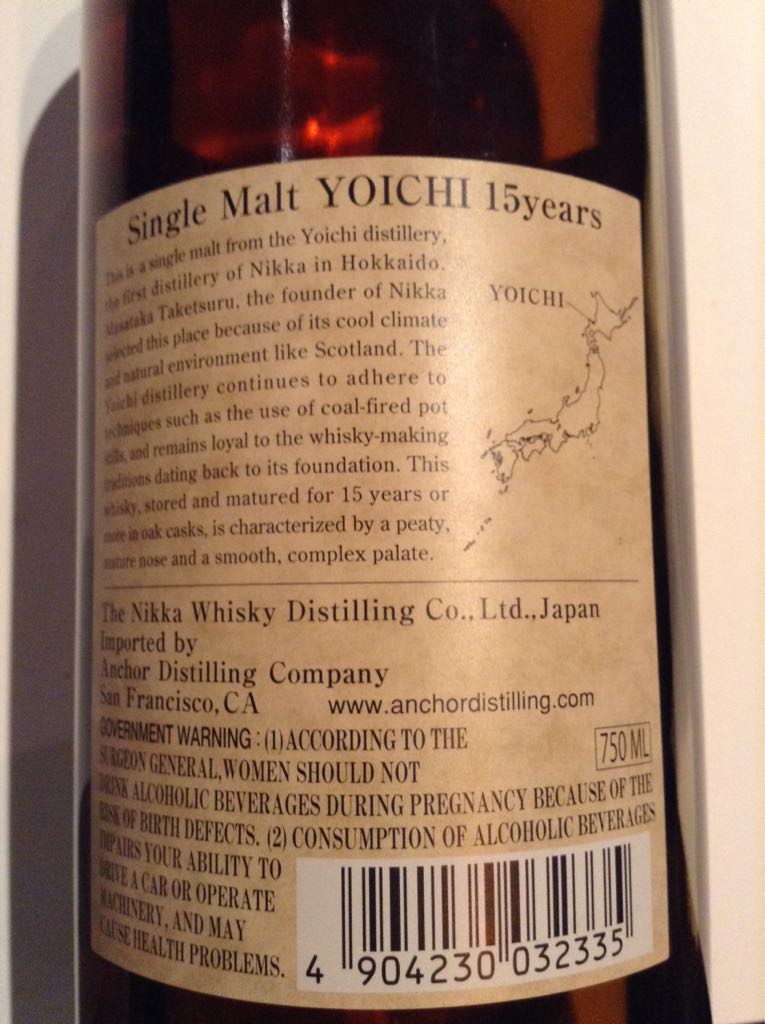 Single Malt YOICHI 15years
This is a single malt from the Yoichi distillery,
the first distillery of Nikka in Hokkaido.
Masataka Taketsuru, the founder of Nikka
selected this place because of its cool climate
and natural environment like Scotland. The
Yoichi distillery continues to adhere to
techniques such as the use of coal-fired pot
stills, and remains loyal to the whisky-making
traditions dating back to its foundation. This
whisky, stored and matured for 15 years or
more in oak casks, is characterized by a peaty,
mature nose and a smooth, complex palate.
YOICHI
The Nikka Whisky Distilling Co., Ltd., Japan
Imported by
Anchor Distilling Company
San Francisco, CA www.anchordistilling.com
GOVERNMENT WARNING : (1) ACCORDING TO THE
SURGEON GENERAL, WOMEN SHOULD NOT
750 ML
DRINK ALCOHOLIC BEVERAGES DURING PREGNANCY BECAUSE OF THE
RISK OF BIRTH DEFECTS. (2) CONSUMPTION OF ALCOHOLIC BEVERAGES
IMPAIRS YOUR ABILITY TO
DRIVE A CAR OR OPERATE
MACHINERY, AND MAY
CAUSE HEALTH PROBLEMS.
4 904230 032335